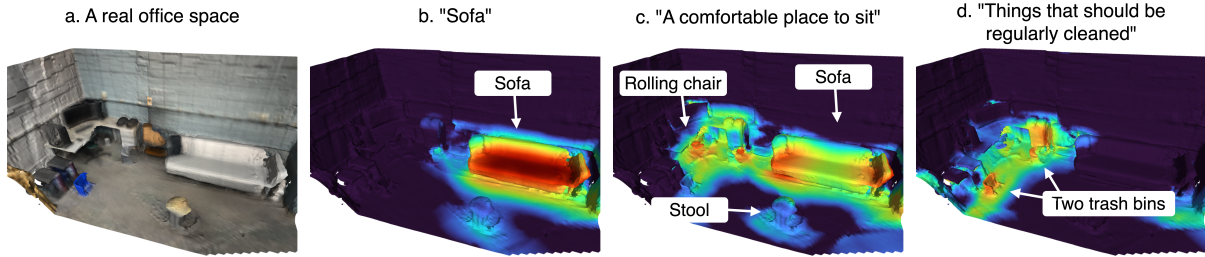 a. A real office space
b. "Sofa"
c. "A comfortable place to sit"
d. "Things that should be
regularly cleaned"
Sofa
Rolling chair
Sofa
Stool
Two trash bins